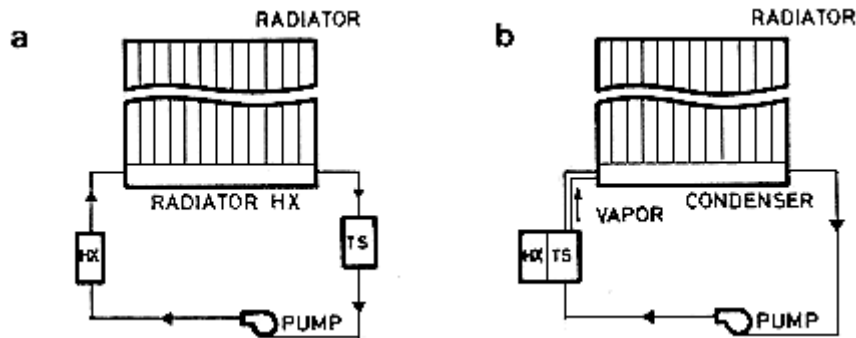 a
RADIATOR
RADIATOR HX
HX
TS
PUMP
b
RADIATOR
VAPOR
CONDENSER
HX TS
PUMP